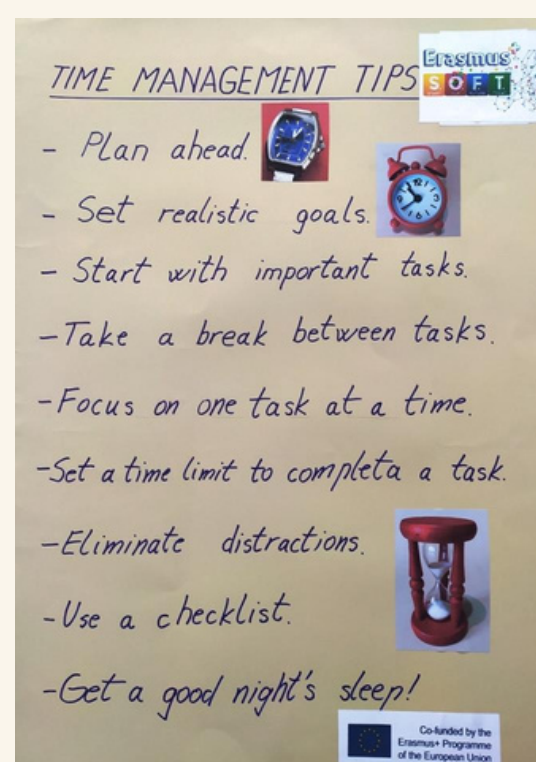 TIME MANAGEMENT TIPS
Erasmus
SOFT
- Plan ahead.
- Set realistic goals.
- Start with important tasks.
- Take a break between tasks.
- Focus on one task at a time.
- Set a time limit to completa a task.
- Eliminate distractions.
- Use a checklist.
- Get a good night's sleep!
Co-funded by the
Erasmus+ Programme
of the European Union